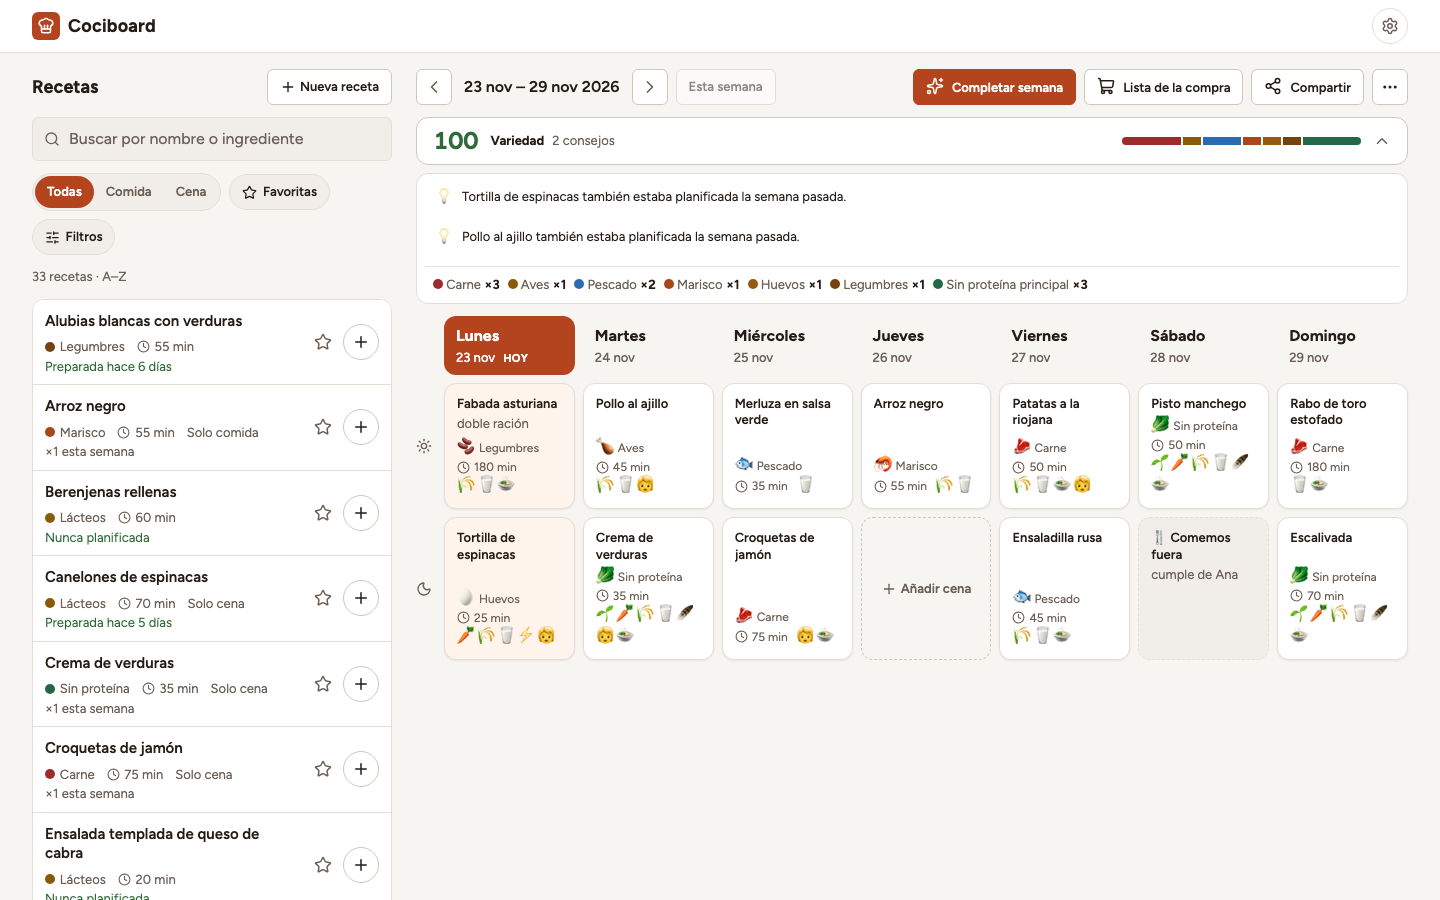 Cociboard
Recetas
Nueva receta
23 nov – 29 nov 2026
Esta semana
Completar semana
Lista de la compra
Compartir
Buscar por nombre o ingrediente
Todas
Comida
Cena
Favoritas
Filtros
33 recetas · A–Z
Alubias blancas con verduras
Legumbres 55 min
Preparada hace 6 días
Arroz negro
Marisco 55 min Solo comida
×1 esta semana
Berenjenas rellenas
Lácteos 60 min
Nunca planificada
Canelones de espinacas
Lácteos 70 min Solo cena
Preparada hace 5 días
Crema de verduras
Sin proteína 35 min Solo cena
×1 esta semana
Croquetas de jamón
Carne 75 min Solo cena
×1 esta semana
Ensalada templada de queso de
cabra
Lácteos 20 min
Nunca planificada
100 Variedad 2 consejos
Tortilla de espinacas también estaba planificada la semana pasada.
Pollo al ajillo también estaba planificada la semana pasada.
Carne ×3 Aves ×1 Pescado ×2 Marisco ×1 Huevos ×1 Legumbres ×1 Sin proteína principal ×3
Lunes
23 nov HOY
Martes
24 nov
Miércoles
25 nov
Jueves
26 nov
Viernes
27 nov
Sábado
28 nov
Domingo
29 nov
Fabada asturiana
doble ración
Legumbres
180 min
Pollo al ajillo
Aves
45 min
Merluza en salsa
verde
Pescado
35 min
Arroz negro
Marisco
55 min
Patatas a la
riojana
Carne
50 min
Pisto manchego
Sin proteína
50 min
Rabo de toro
estofado
Carne
180 min
Tortilla de
espinacas
Huevos
25 min
Crema de
verduras
Sin proteína
35 min
Croquetas de
jamón
Carne
75 min
Añadir cena
Ensaladilla rusa
Pescado
45 min
Comemos
fuera
cumple de Ana
Escalivada
Sin proteína
70 min